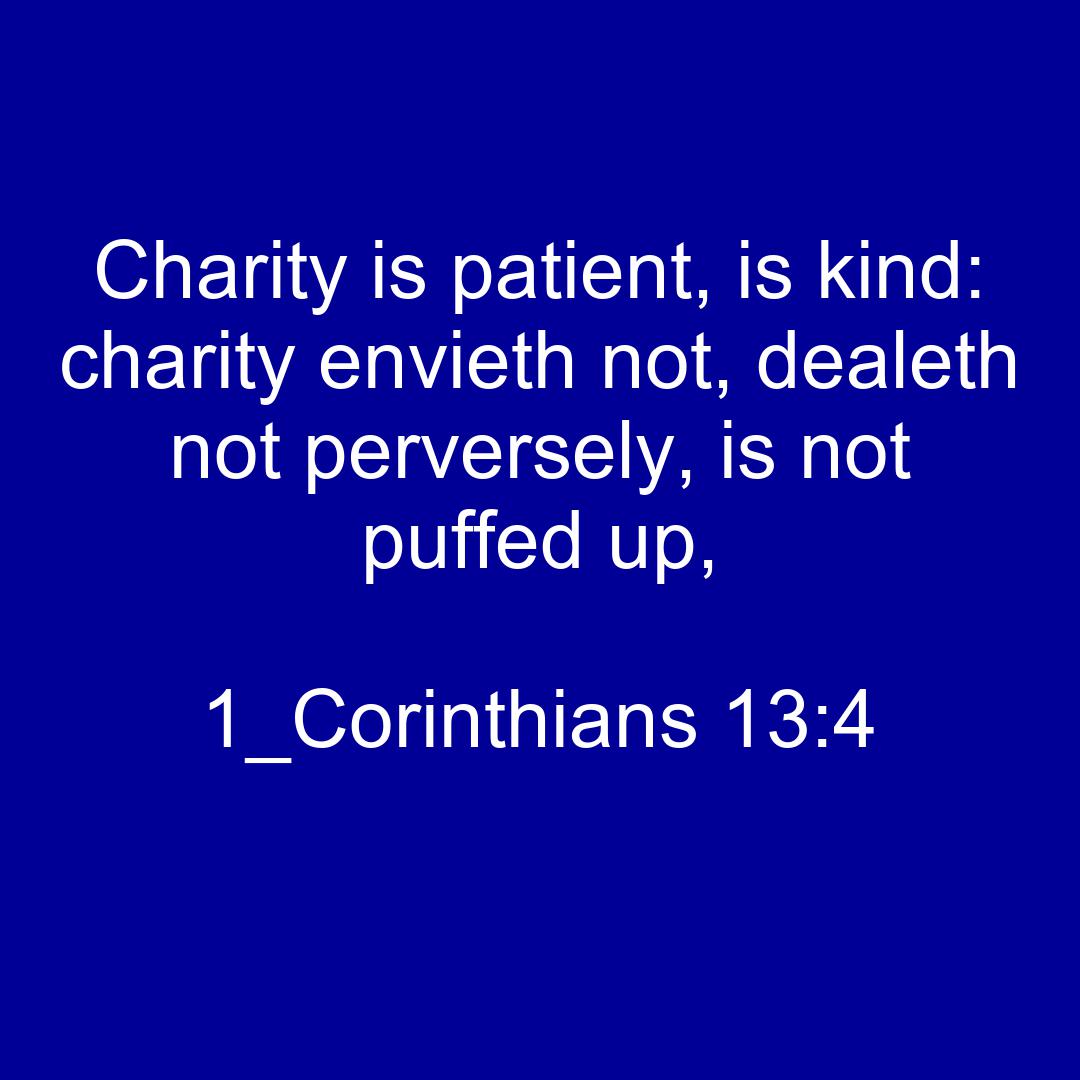 Charity is patient, is kind:
charity envieth not, dealeth
not perversely, is not
puffed up,
1_Corinthians 13:4